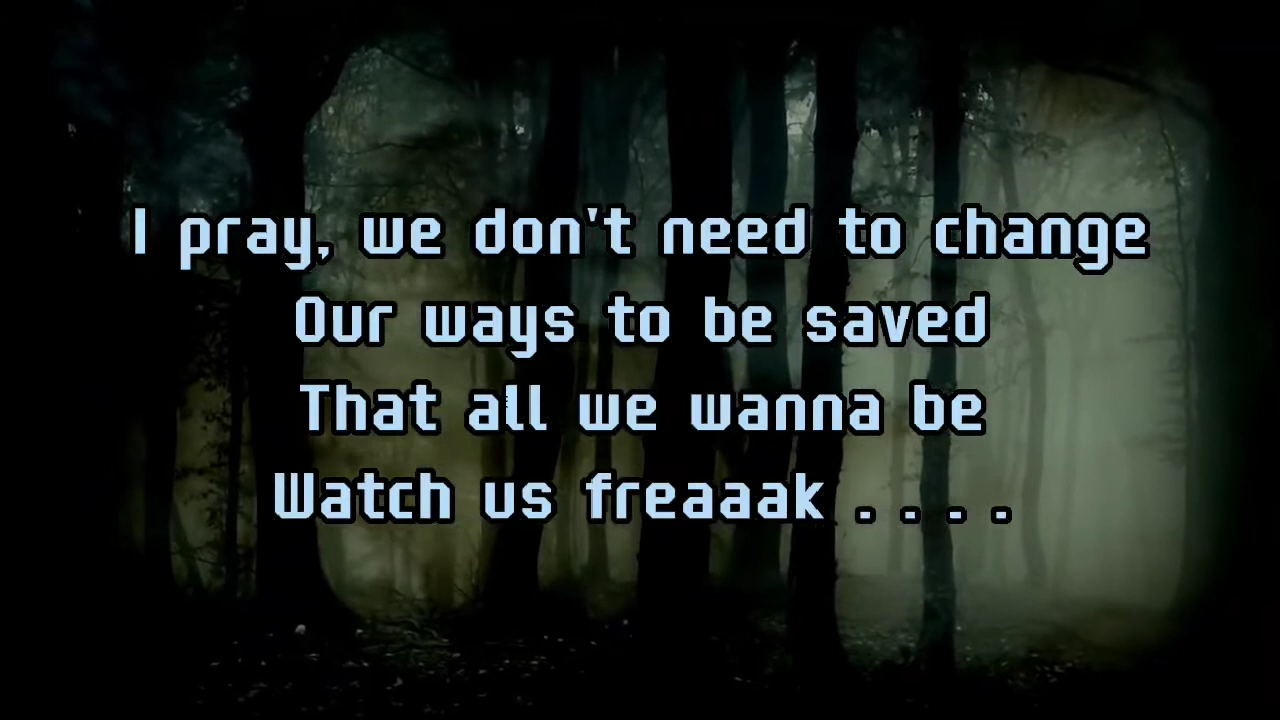 I pray, we don't need to change
Our ways to be saved
That all we wanna be
Watch us freaaak . . . .